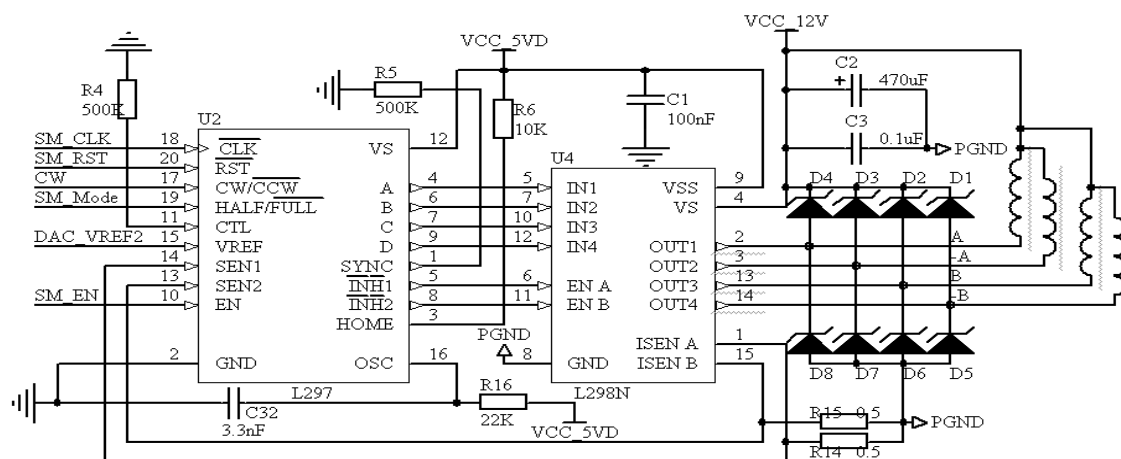 VCC_12V
VCC_5VD
R4
500K
R5
500K
R6
10K
C1
100nF
C2
+
470uF
C3
0.1uF
PGND
U2
SM_CLK 18 CLK
SM_RST 20 RST
CW 17 CW/CCW
SM_Mode 19 HALF/FULL
11 CTL
DAC_VREF2 15 VREF
14 SEN1
13 SEN2
SM_EN 10 EN
2 GND
VS 12
A 4
B 6
C 7
D 9
SYNC 1
INH1 5
INH2 8
HOME 3
OSC 16
L297
U4
5 IN1
7 IN2
10 IN3
12 IN4
6 EN A
11 EN B
8 GND
PGND
VSS 9
VS 4
OUT1 2
OUT2 3
OUT3 13
OUT4 14
ISEN A 1
ISEN B 15
L298N
D4 D3 D2 D1
A
-A
B
-B
D8 D7 D6 D5
C32
3.3nF
R16
22K
VCC_5VD
R15 0.5
PGND
R14 0.5